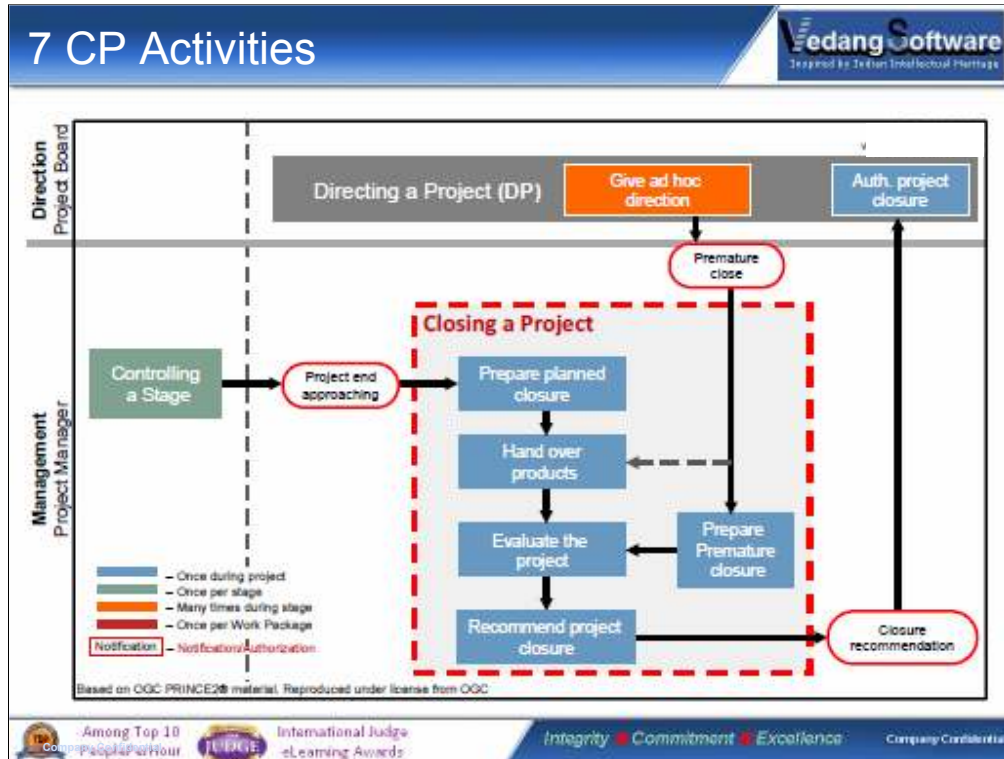 7 CP Activities
Vedang Software
Inspired by Indian Intellectual Heritage
Direction
Project Board
Directing a Project (DP)
Give ad hoc
direction
Auth. project
closure
Premature
close
Closing a Project
Controlling
a Stage
Project end
approaching
Prepare planned
closure
Hand over
products
Management
Project Manager
Evaluate the
project
Prepare
Premature
closure
– Once during project
– Once per stage
– Many times during stage
– Once per Work Package
Notification – Notification/Authorization
Recommend project
closure
Closure
recommendation
Based on OGC PRINCE2® material. Reproduced under license from OGC
Among Top 10
PeoplePerHour
JUDGE
International Judge
eLearning Awards
Integrity Commitment Excellence
Company Confidential